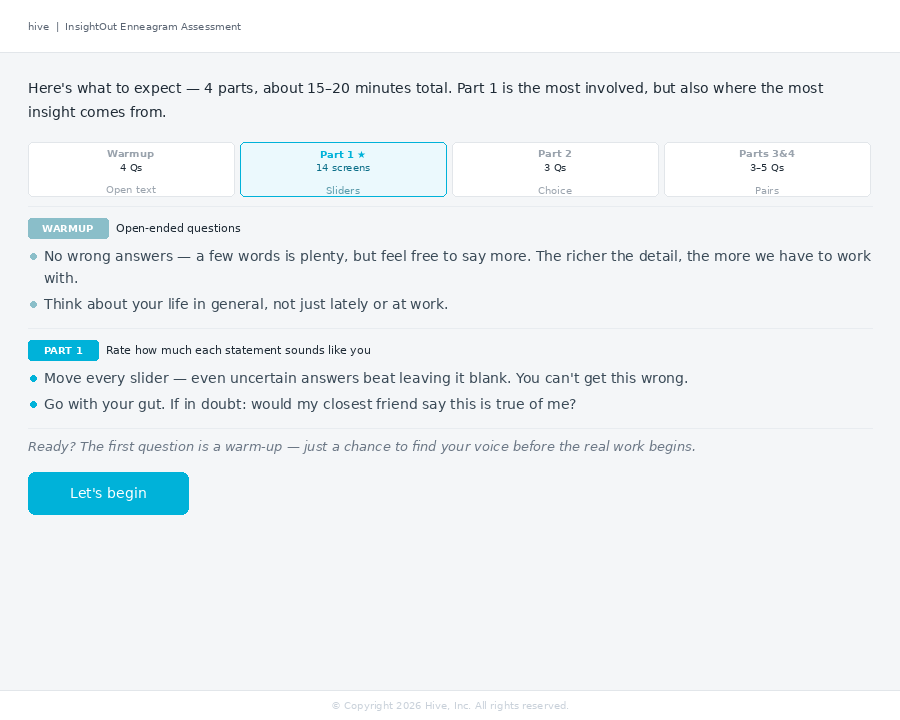 hive | InsightOut Enneagram Assessment
Here's what to expect — 4 parts, about 15–20 minutes total. Part 1 is the most involved, but also where the most
insight comes from.
Warmup
4 Qs
Open text
Part 1 ★
14 screens
Sliders
Part 2
3 Qs
Choice
Parts 3&4
3–5 Qs
Pairs
WARMUP Open-ended questions
No wrong answers — a few words is plenty, but feel free to say more. The richer the detail, the more we have to work
with.
Think about your life in general, not just lately or at work.
PART 1 Rate how much each statement sounds like you
Move every slider — even uncertain answers beat leaving it blank. You can't get this wrong.
Go with your gut. If in doubt: would my closest friend say this is true of me?
Ready? The first question is a warm-up — just a chance to find your voice before the real work begins.
Let's begin
© Copyright 2026 Hive, Inc. All rights reserved.